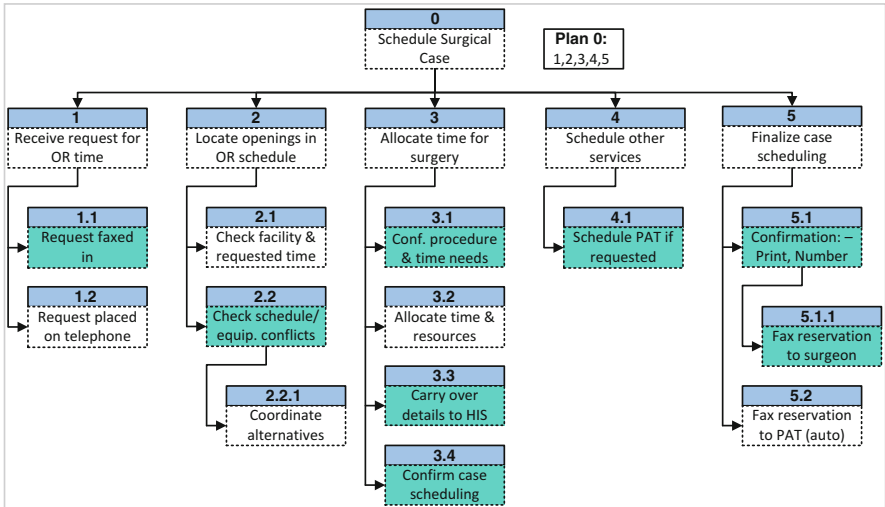 0
Schedule Surgical
Case
Plan 0:
1,2,3,4,5
1
Receive request for
OR time
2
Locate openings in
OR schedule
3
Allocate time for
surgery
4
Schedule other
services
5
Finalize case
scheduling
1.1
Request faxed
in
1.2
Request placed
on telephone
2.1
Check facility &
requested time
2.2
Check schedule/
equip. conflicts
2.2.1
Coordinate
alternatives
3.1
Conf. procedure
& time needs
3.2
Allocate time &
resources
3.3
Carry over
details to HIS
3.4
Confirm case
scheduling
4.1
Schedule PAT if
requested
5.1
Confirmation: –
Print, Number
5.1.1
Fax reservation
to surgeon
5.2
Fax reservation
to PAT (auto)